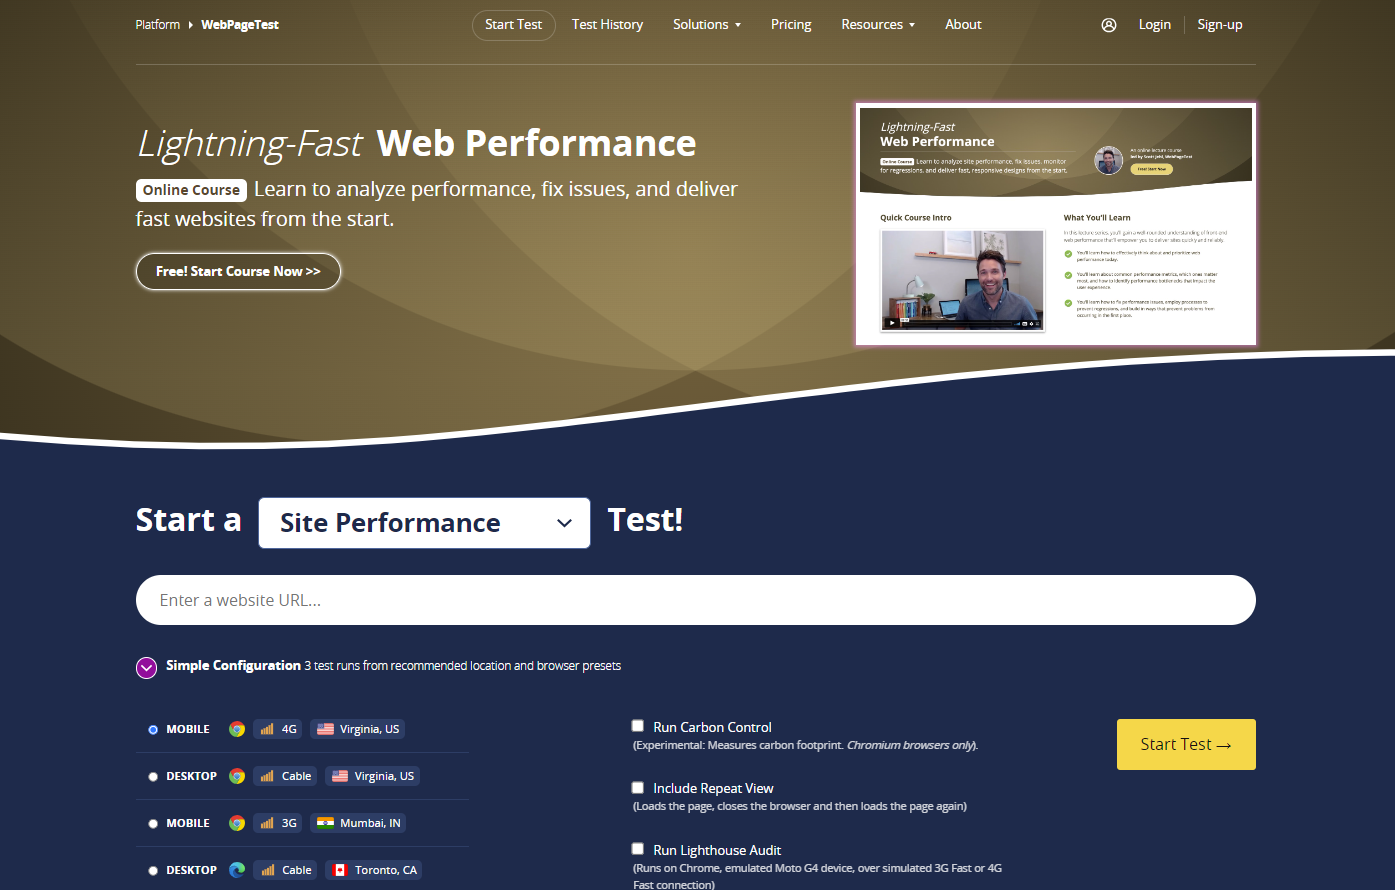 Platform WebPageTest
Start Test Test History Solutions Pricing Resources About
Login Sign-up
Lightning-Fast Web Performance
Online Course Learn to analyze performance, fix issues, and deliver
fast websites from the start.
Free! Start Course Now >>
Lightning-Fast
Web Performance
Online Course Learn to analyze site performance, fix issues, monitor
for regressions, and deliver fast, responsive designs from the start.
An online lecture course
led by Scott Jehl, WebPageTest
Free! Start Now
Quick Course Intro
What You'll Learn
In this lecture series, you'll gain a well-rounded understanding of front-end
web performance that'll empower you to deliver sites quickly and reliably
You'll learn how to effectively think about and prioritize web
performance today.
You'll learn about common performance metrics, which ones matter
most, and how to identify performance bottlenecks that impact the
user experience.
You'll learn how to fix performance issues, employ processes to
prevent regressions, and build in ways that prevent problems from
occurring in the first place.
Start a Site Performance Test!
Enter a website URL...
Simple Configuration 3 test runs from recommended location and browser presets
MOBILE 4G Virginia, US
DESKTOP Cable Virginia, US
MOBILE 3G Mumbai, IN
DESKTOP Cable Toronto, CA
Run Carbon Control
(Experimental: Measures carbon footprint. Chromium browsers only).
Include Repeat View
(Loads the page, closes the browser and then loads the page again)
Run Lighthouse Audit
(Runs on Chrome, emulated Moto G4 device, over simulated 3G Fast or 4G
Fast connection)
Start Test →